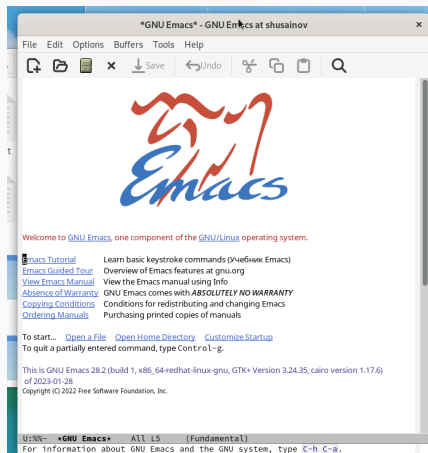 *GNU Emacs* - GNU Emacs at shusainov
File Edit Options Buffers Tools Help
Save Undo
t
Emacs
Welcome to GNU Emacs, one component of the GNU/Linux operating system.
Emacs Tutorial Learn basic keystroke commands (Учебник Emacs)
Emacs Guided Tour Overview of Emacs features at gnu.org
View Emacs Manual View the Emacs manual using Info
Absence of Warranty GNU Emacs comes with ABSOLUTELY NO WARRANTY
Copying Conditions Conditions for redistributing and changing Emacs
Ordering Manuals Purchasing printed copies of manuals
To start... Open a File Open Home Directory Customize Startup
To quit a partially entered command, type Control-g.
This is GNU Emacs 28.2 (build 1, x86_64-redhat-linux-gnu, GTK+ Version 3.24.35, cairo version 1.17.6)
of 2023-01-28
Copyright (C) 2022 Free Software Foundation, Inc.
U:%%- *GNU Emacs* All L5 (Fundamental)
For information about GNU Emacs and the GNU system, type C-h C-a.